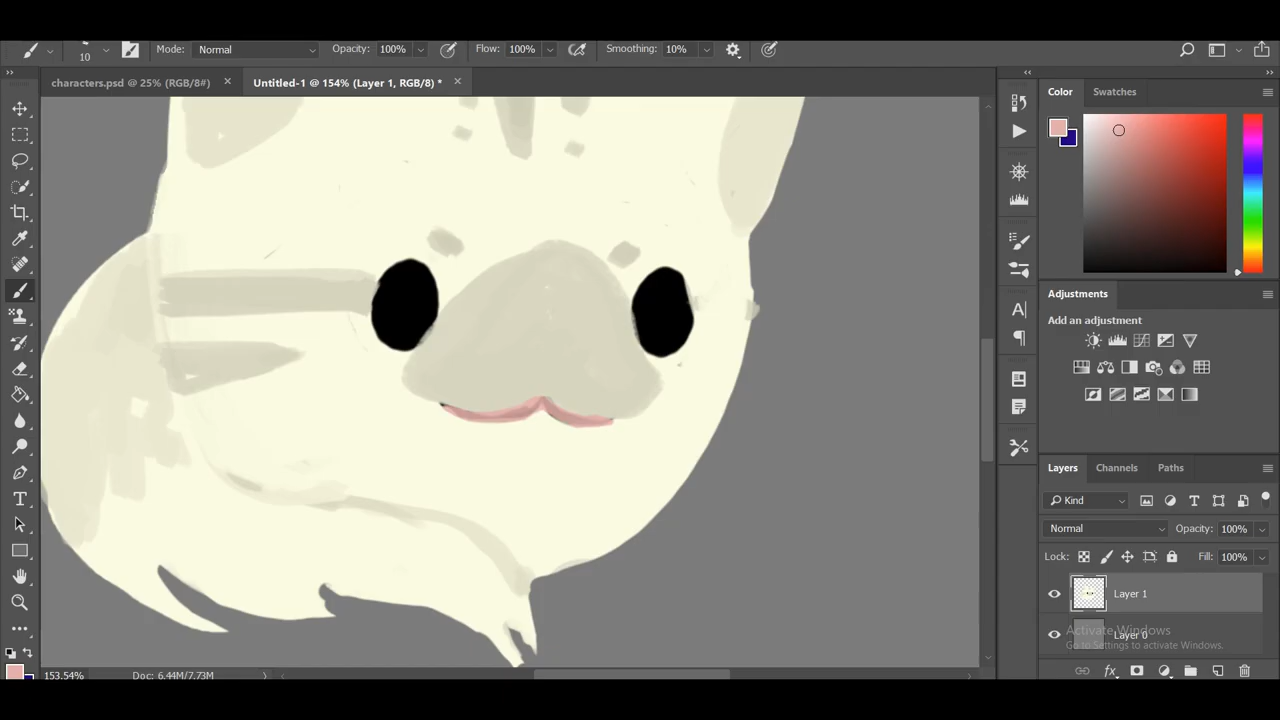 10 Mode: Normal Opacity: 100% Flow: 100% Smoothing: 10%
characters.psd @ 25% (RGB/8#) Untitled-1 @ 154% (Layer 1, RGB/8) *
Color Swatches
Adjustments
Add an adjustment
Layers Channels Paths
Kind
Normal Opacity: 100%
Lock: Fill: 100%
Layer 1
Layer 0
Activate Windows
Go to Settings to activate Windows.
153.54% Doc: 6.44M/7.73M